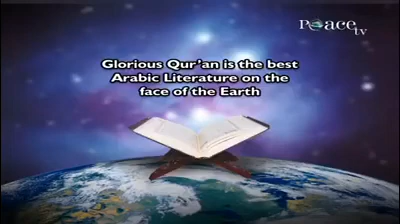 Peace tv
Glorious Qur'an is the best
Arabic Literature on the
face of the Earth